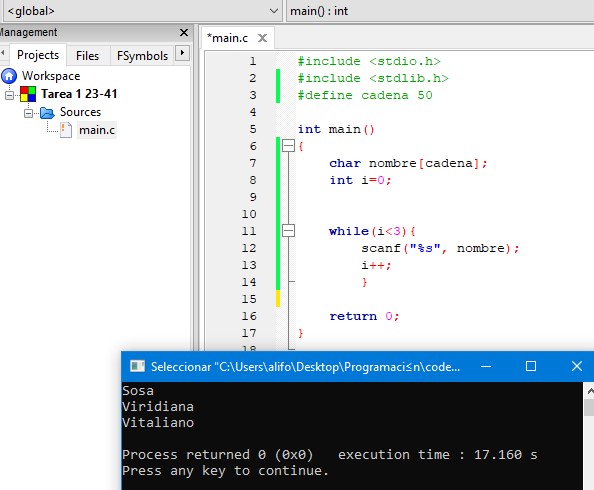 <global>
main() : int
Management
Projects Files FSymbols
Workspace
Tarea 1 23-41
Sources
main.c
*main.c
1 #include <stdio.h>
2 #include <stdlib.h>
3 #define cadena 50
4
5 int main()
6 {
7 char nombre[cadena];
8 int i=0;
9
10
11 while(i<3){
12 scanf("%s", nombre);
13 i++;
14 }
15
16 return 0;
17 }
18
Seleccionar "C:\Users\alifo\Desktop\Programaci≤n\code...
Sosa
Viridiana
Vitaliano
Process returned 0 (0x0) execution time : 17.160 s
Press any key to continue.